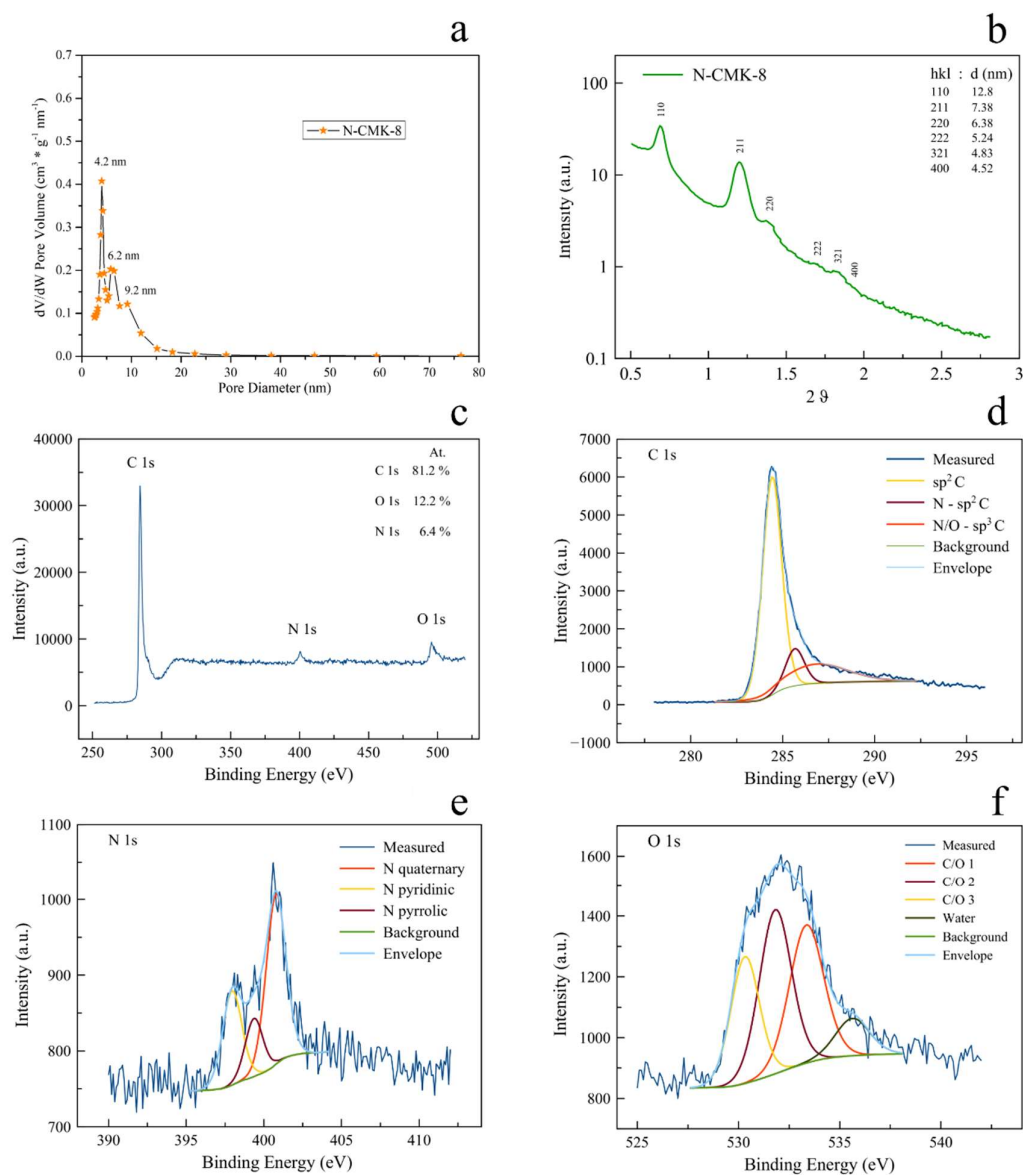 a
0.7
0.6
0.5
0.4
0.3
0.2
0.1
0.0
dV/dW Pore Volume (cm³ * g⁻¹ nm⁻¹)
N-CMK-8
4.2 nm
6.2 nm
9.2 nm
0 10 20 30 40 50 60 70 80
Pore Diameter (nm)
b
100
10
1
0.1
Intensity (a.u.)
N-CMK-8
hkl : d (nm)
110 12.8
211 7.38
220 6.38
222 5.24
321 4.83
400 4.52
110
211
220
222
321
400
0.5 1 1.5 2 2.5 3
2 ϑ
c
40000
30000
20000
10000
0
Intensity (a.u.)
C 1s
N 1s
O 1s
At.
C 1s 81.2 %
O 1s 12.2 %
N 1s 6.4 %
250 300 350 400 450 500
Binding Energy (eV)
d
7000
6000
5000
4000
3000
2000
1000
0
−1000
Intensity (a.u.)
C 1s
Measured
sp² C
N - sp² C
N/O - sp³ C
Background
Envelope
280 285 290 295
Binding Energy (eV)
e
1100
1000
900
800
700
Intensity (a.u.)
N 1s
Measured
N quaternary
N pyridinic
N pyrrolic
Background
Envelope
390 395 400 405 410
Binding Energy (eV)
f
1600
1400
1200
1000
800
Intensity (a.u.)
O 1s
Measured
C/O 1
C/O 2
C/O 3
Water
Background
Envelope
525 530 535 540
Binding Energy (eV)